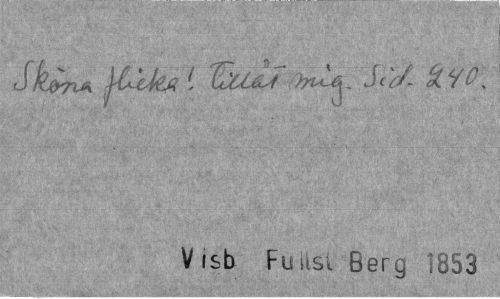 Sköna flicka! tillåt mig. Sid. 240.
Visb Fullst Berg 1853